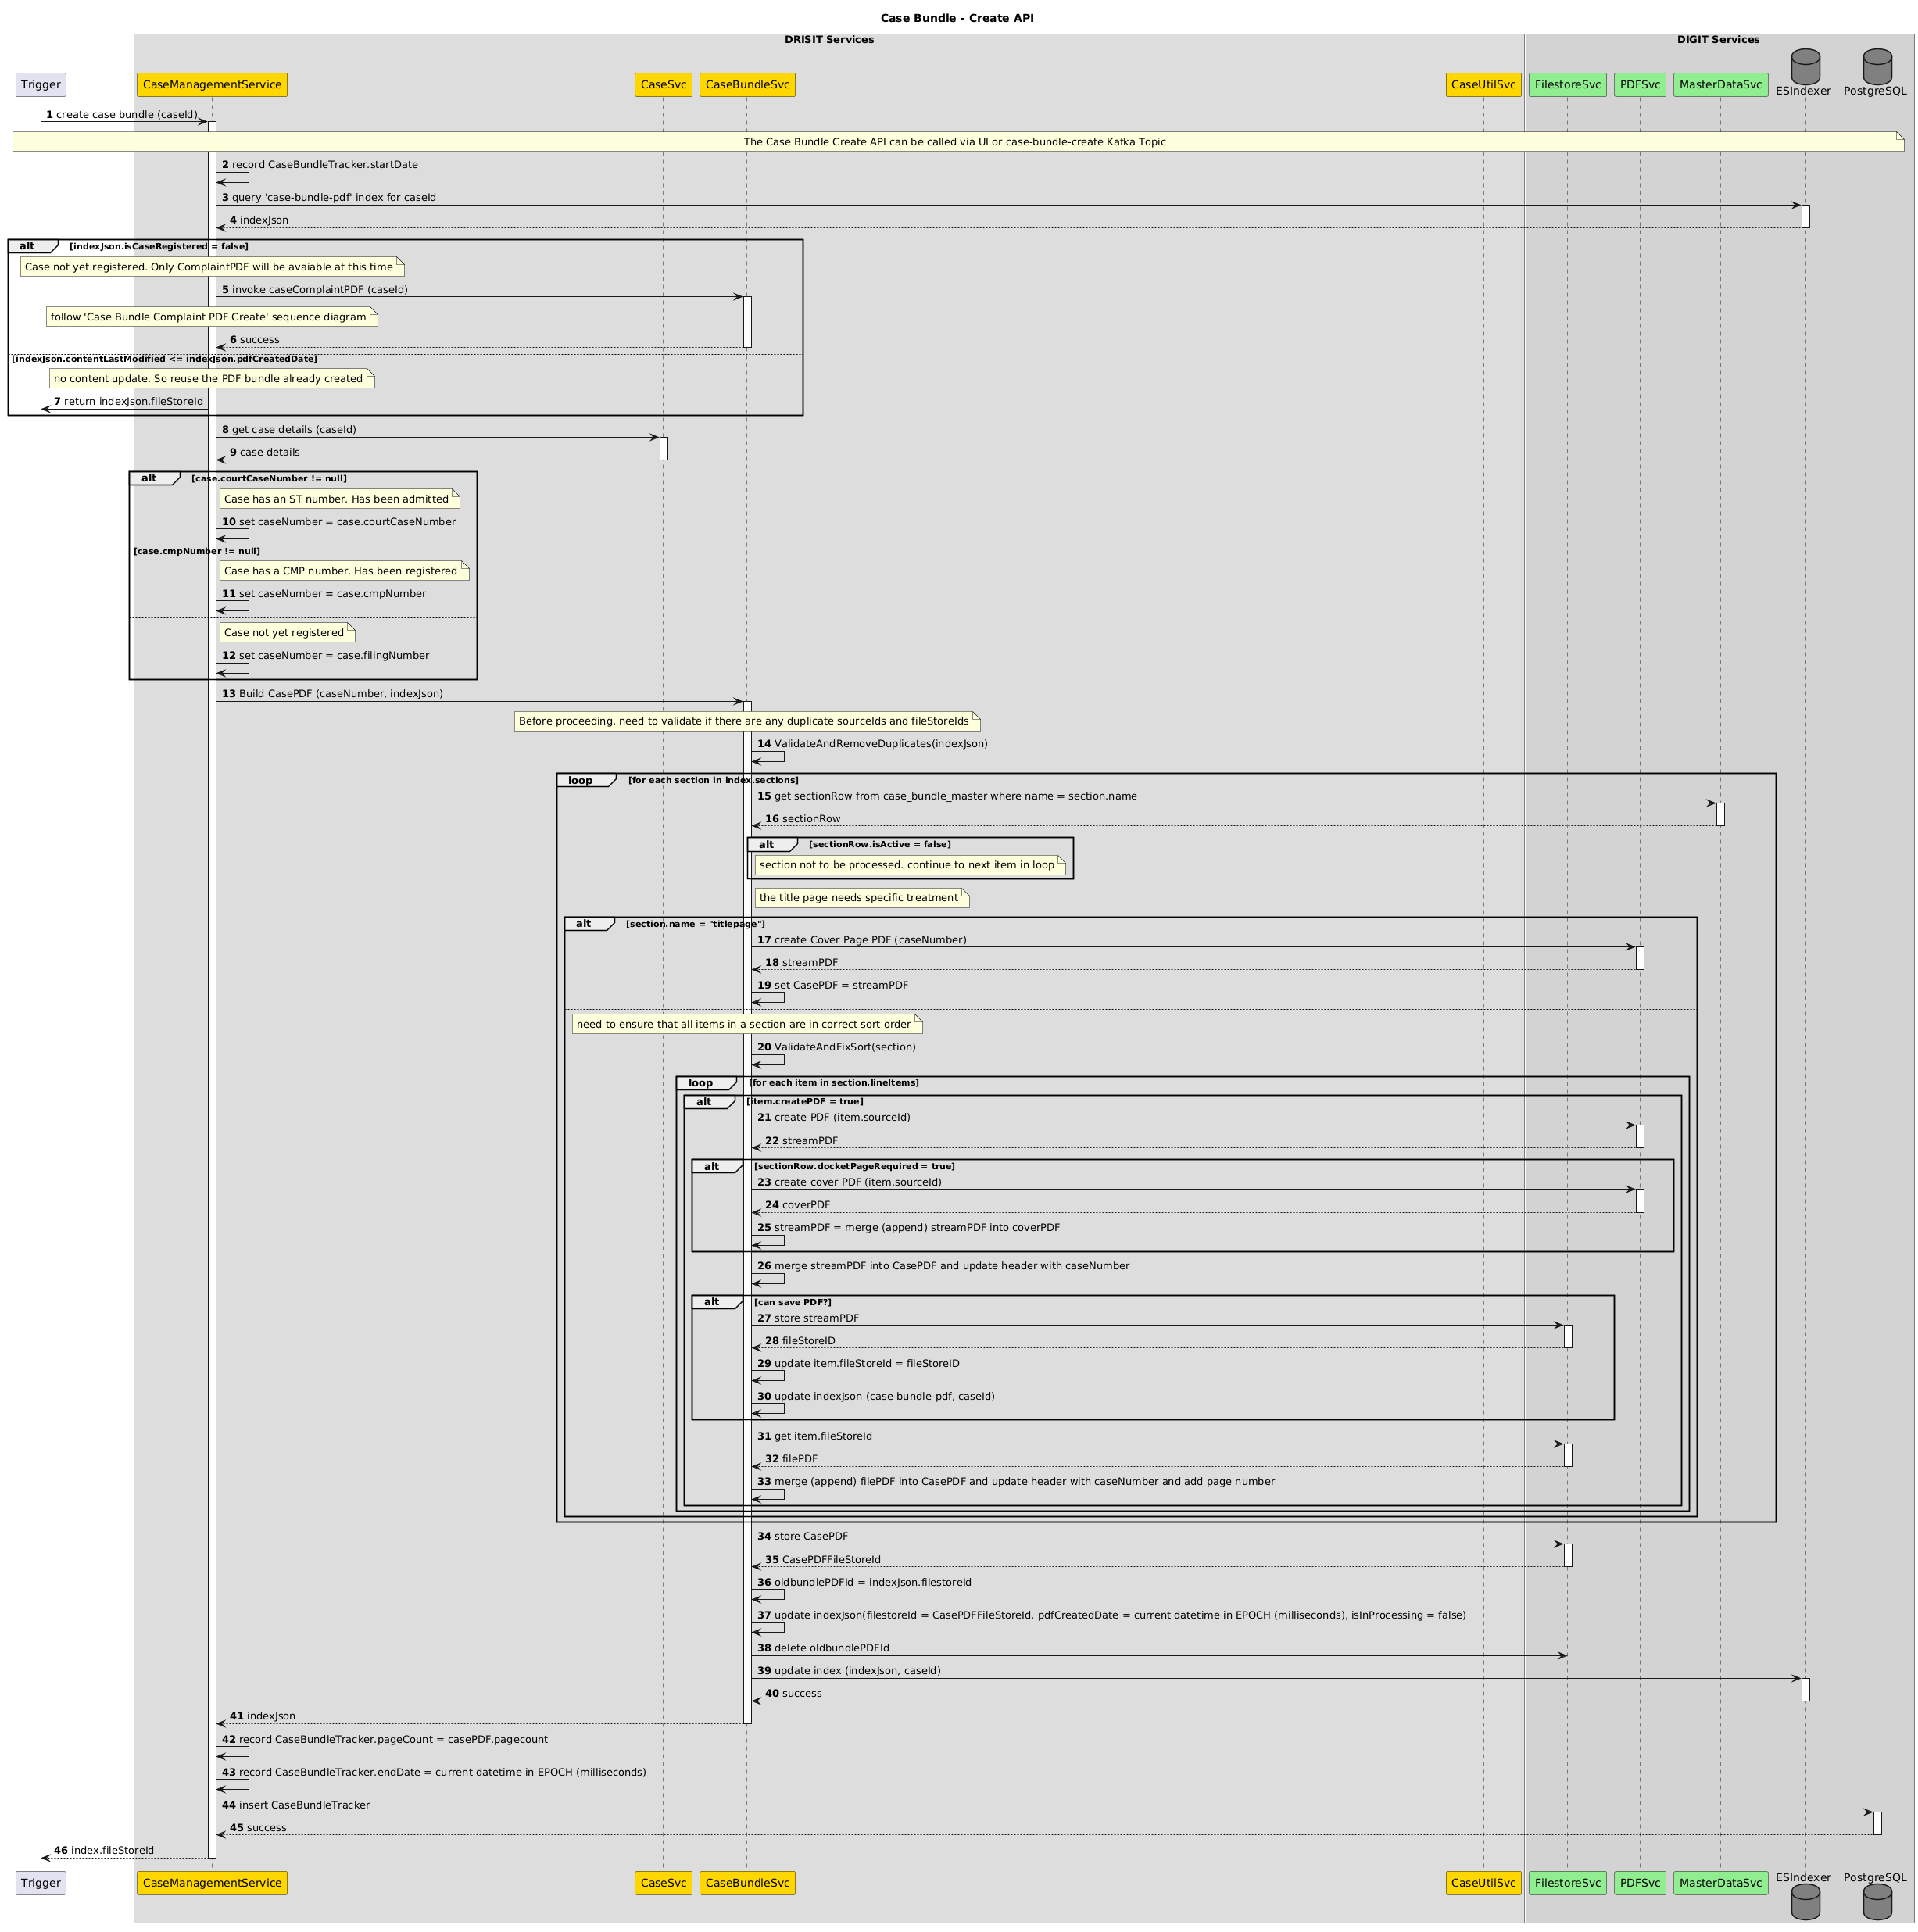 Case Bundle - Create API
DRISIT Services
DIGIT Services
Trigger
CaseManagementService
CaseSvc
CaseBundleSvc
CaseUtilSvc
FilestoreSvc
PDFSvc
MasterDataSvc
ESIndexer
PostgreSQL
1 create case bundle (caseId)
The Case Bundle Create API can be called via UI or case-bundle-create Kafka Topic
2 record CaseBundleTracker.startDate
3 query 'case-bundle-pdf' index for caseId
4 indexJson
alt [indexJson.isCaseRegistered = false]
Case not yet registered. Only ComplaintPDF will be avaiable at this time
5 invoke caseComplaintPDF (caseId)
follow 'Case Bundle Complaint PDF Create' sequence diagram
6 success
[indexJson.contentLastModified <= indexJson.pdfCreatedDate]
no content update. So reuse the PDF bundle already created
7 return indexJson.fileStoreId
8 get case details (caseId)
9 case details
alt [case.courtCaseNumber != null]
Case has an ST number. Has been admitted
10 set caseNumber = case.courtCaseNumber
[case.cmpNumber != null]
Case has a CMP number. Has been registered
11 set caseNumber = case.cmpNumber
Case not yet registered
12 set caseNumber = case.filingNumber
13 Build CasePDF (caseNumber, indexJson)
Before proceeding, need to validate if there are any duplicate sourceIds and fileStoreIds
14 ValidateAndRemoveDuplicates(indexJson)
loop [for each section in index.sections]
15 get sectionRow from case_bundle_master where name = section.name
16 sectionRow
alt [sectionRow.isActive = false]
section not to be processed. continue to next item in loop
the title page needs specific treatment
alt [section.name = "titlepage"]
17 create Cover Page PDF (caseNumber)
18 streamPDF
19 set CasePDF = streamPDF
need to ensure that all items in a section are in correct sort order
20 ValidateAndFixSort(section)
loop [for each item in section.lineItems]
alt [item.createPDF = true]
21 create PDF (item.sourceId)
22 streamPDF
alt [sectionRow.docketPageRequired = true]
23 create cover PDF (item.sourceId)
24 coverPDF
25 streamPDF = merge (append) streamPDF into coverPDF
26 merge streamPDF into CasePDF and update header with caseNumber
alt [can save PDF?]
27 store streamPDF
28 fileStoreID
29 update item.fileStoreId = fileStoreID
30 update indexJson (case-bundle-pdf, caseId)
31 get item.fileStoreId
32 filePDF
33 merge (append) filePDF into CasePDF and update header with caseNumber and add page number
34 store CasePDF
35 CasePDFFileStoreId
36 oldbundlePDFId = indexJson.filestoreId
37 update indexJson(filestoreId = CasePDFFileStoreId, pdfCreatedDate = current datetime in EPOCH (milliseconds), isInProcessing = false)
38 delete oldbundlePDFId
39 update index (indexJson, caseId)
40 success
41 indexJson
42 record CaseBundleTracker.pageCount = casePDF.pagecount
43 record CaseBundleTracker.endDate = current datetime in EPOCH (milliseconds)
44 insert CaseBundleTracker
45 success
46 index.fileStoreId
Trigger
CaseManagementService
CaseSvc
CaseBundleSvc
CaseUtilSvc
FilestoreSvc
PDFSvc
MasterDataSvc
ESIndexer
PostgreSQL